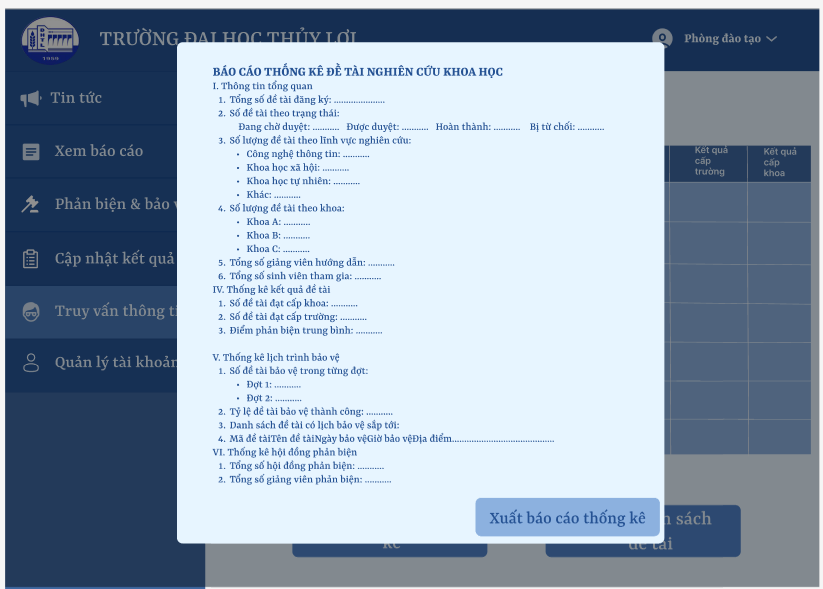 TRƯỜNG ĐẠI HỌC THỦY LỢI
Phòng đào tạo
1959
Tin tức
Xem báo cáo
Phản biện & bảo v
Cập nhật kết quả
Truy vấn thông ti
Quản lý tài khoản
BÁO CÁO THỐNG KÊ ĐỀ TÀI NGHIÊN CỨU KHOA HỌC
I. Thông tin tổng quan
1. Tổng số đề tài đăng ký: ...................
2. Số đề tài theo trạng thái:
Đang chờ duyệt: .......... Được duyệt: .......... Hoàn thành: .......... Bị từ chối: ..........
3. Số lượng đề tài theo lĩnh vực nghiên cứu:
• Công nghệ thông tin: ..........
• Khoa học xã hội: ..........
• Khoa học tự nhiên: ..........
• Khác: ..........
4. Số lượng đề tài theo khoa:
• Khoa A: ..........
• Khoa B: ..........
• Khoa C: ..........
5. Tổng số giảng viên hướng dẫn: ..........
6. Tổng số sinh viên tham gia: ..........
IV. Thống kê kết quả đề tài
1. Số đề tài đạt cấp khoa: ..........
2. Số đề tài đạt cấp trường: ..........
3. Điểm phản biện trung bình: ..........
V. Thống kê lịch trình bảo vệ
1. Số đề tài bảo vệ trong từng đợt:
• Đợt 1: ..........
• Đợt 2: ..........
2. Tỷ lệ đề tài bảo vệ thành công: ..........
3. Danh sách đề tài có lịch bảo vệ sắp tới:
4. Mã đề tàiTên đề tàiNgày bảo vệGiờ bảo vệĐịa điểm......................................
VI. Thống kê hội đồng phản biện
1. Tổng số hội đồng phản biện: ..........
2. Tổng số giảng viên phản biện: ..........
Xuất báo cáo thống kê
Kết quả
cấp
trường
Kết quả
cấp
khoa
kê
h sách
đề tài